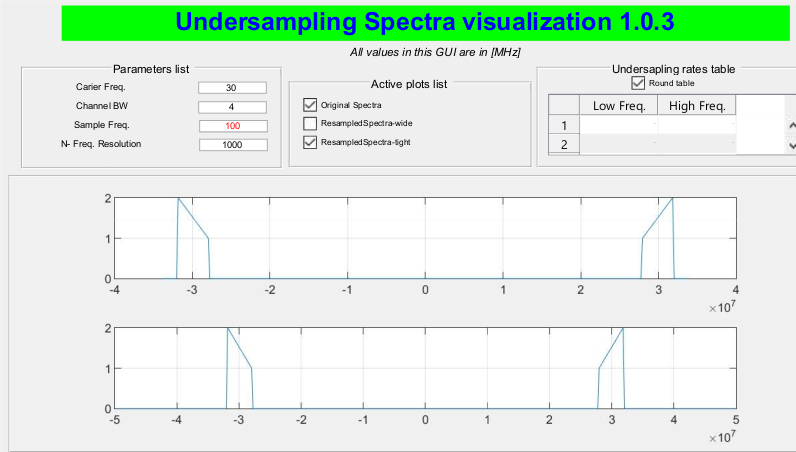 Undersampling Spectra visualization 1.0.3
All values in this GUI are in [MHz]
Parameters list
Carier Freq. 30
Channel BW 4
Sample Freq. 100
N- Freq. Resolution 1000
Active plots list
Original Spectra
ResampledSpectra-wide
ResampledSpectra-tight
Undersapling rates table
Round table
Low Freq. High Freq.
1
2
2
1
0
-4 -3 -2 -1 0 1 2 3 4
×10^7
2
1
0
-5 -4 -3 -2 -1 0 1 2 3 4 5
×10^7